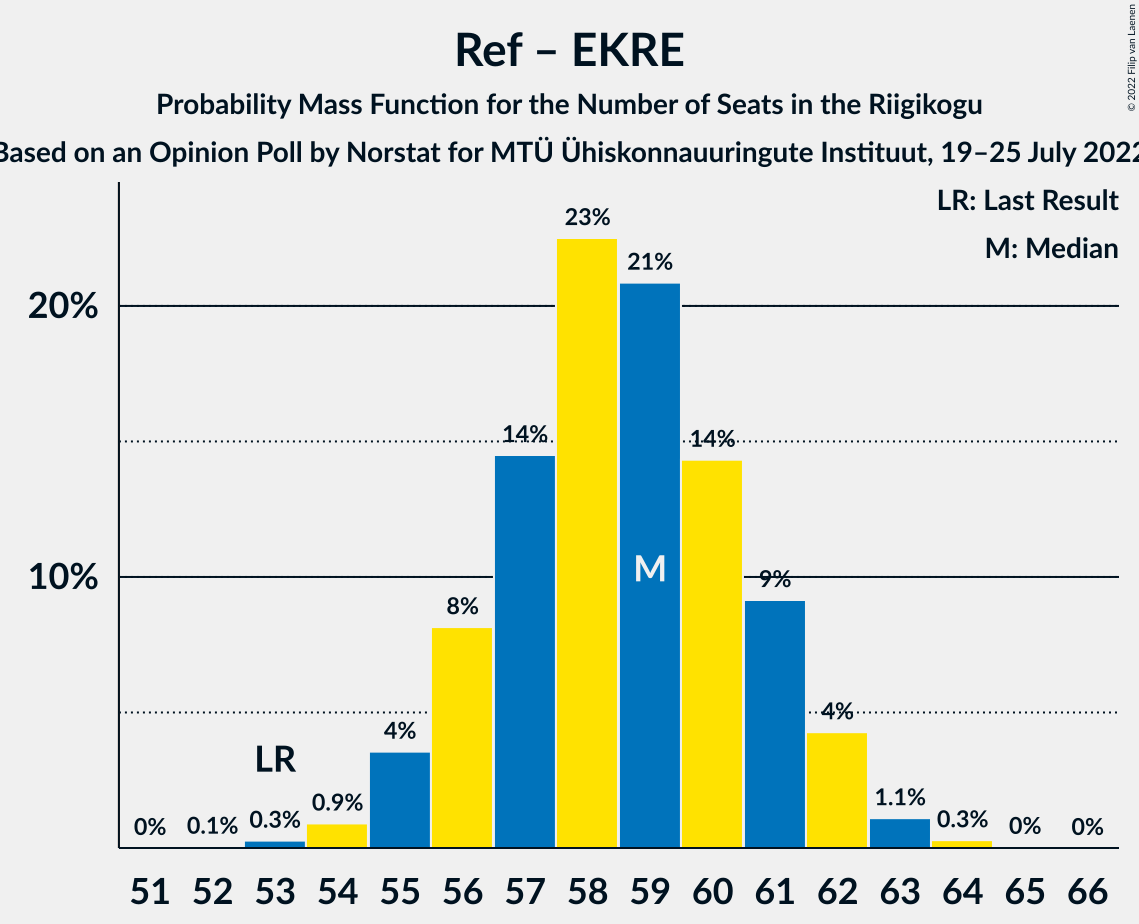 Ref – EKRE
Probability Mass Function for the Number of Seats in the Riigikogu
Based on an Opinion Poll by Norstat for MTÜ Ühiskonnauuringute Instituut, 19–25 July 2022
© 2022 Filip van Laenen
LR: Last Result
M: Median
20%
10%
0%
0.1%
0.3%
0.9%
4%
8%
14%
23%
21%
14%
9%
4%
1.1%
0.3%
0%
0%
LR
M
51 52 53 54 55 56 57 58 59 60 61 62 63 64 65 66